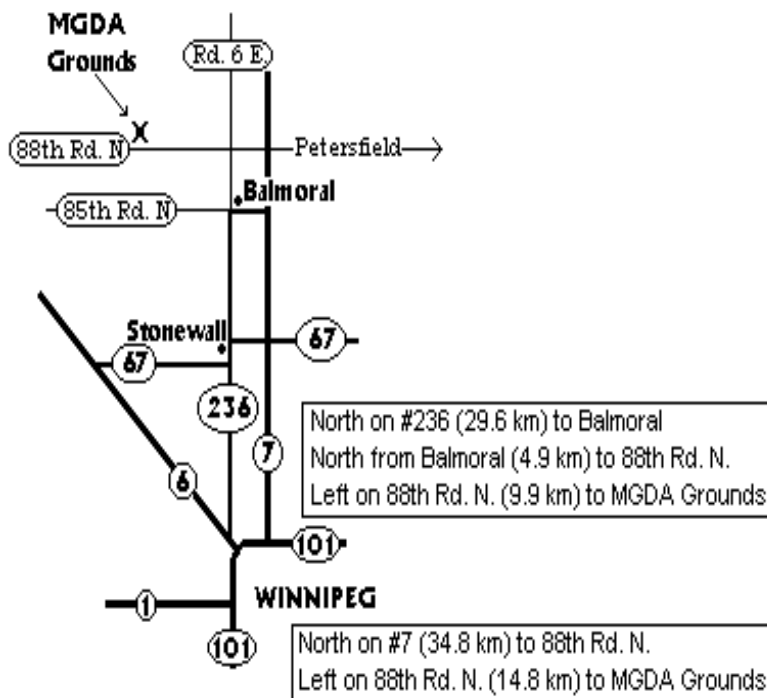 MGDA
Grounds
Rd. 6 E
X
88th Rd. N
Petersfield
Balmoral
85th Rd. N
Stonewall
67
67
236
7
6
North on #236 (29.6 km) to Balmoral
North from Balmoral (4.9 km) to 88th Rd. N.
Left on 88th Rd. N. (9.9 km) to MGDA Grounds
101
1
WINNIPEG
101
North on #7 (34.8 km) to 88th Rd. N.
Left on 88th Rd. N. (14.8 km) to MGDA Grounds